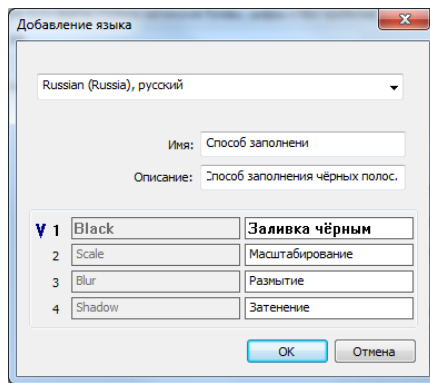 Добавление языка
Russian (Russia), русский
Имя: Способ заполнени
Описание: Способ заполнения чёрных полос.
V 1 Black Заливка чёрным
2 Scale Масштабирование
3 Blur Размытие
4 Shadow Затенение
OK Отмена